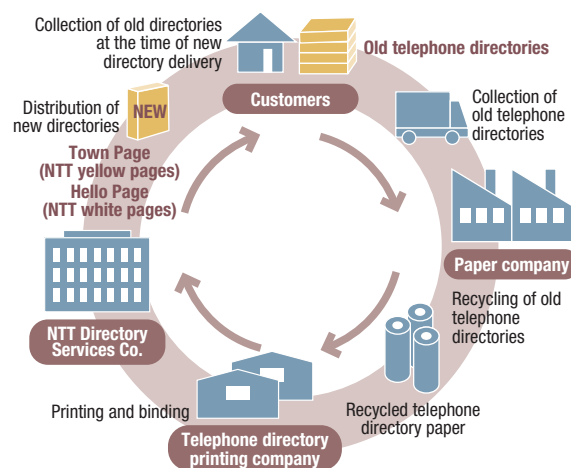 Collection of old directories
at the time of new
directory delivery
Old telephone directories
Customers
Distribution of
new directories
NEW
Collection of
old telephone
directories
Town Page
(NTT yellow pages)
Hello Page
(NTT white pages)
Paper company
Recycling of old
telephone
directories
NTT Directory
Services Co.
Printing and binding
Recycled telephone
directory paper
Telephone directory
printing company